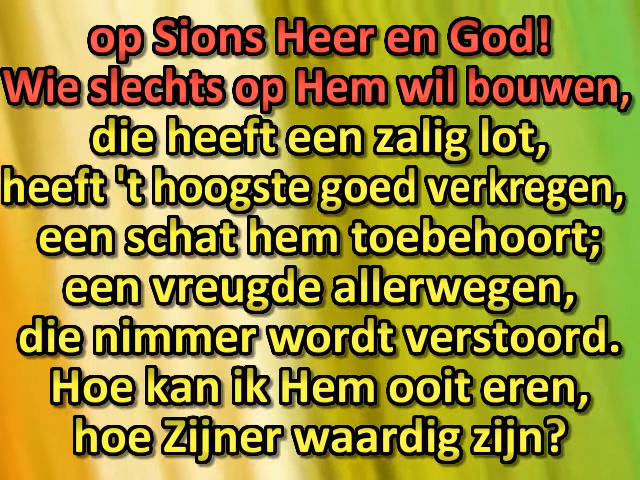 op Sions Heer en God!
Wie slechts op Hem wil bouwen,
die heeft een zalig lot,
heeft 't hoogste goed verkregen,
een schat hem toebehoort;
een vreugde allerwegen,
die nimmer wordt verstoord.
Hoe kan ik Hem ooit eren,
hoe Zijner waardig zijn?